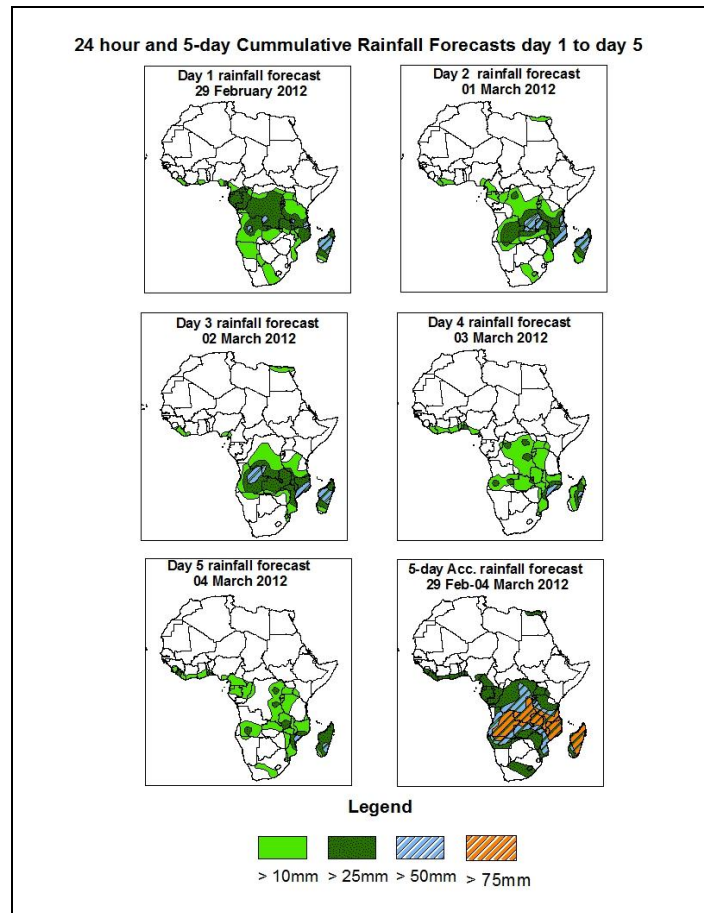 24 hour and 5-day Cummulative Rainfall Forecasts day 1 to day 5
Day 1 rainfall forecast
29 February 2012
Day 2 rainfall forecast
01 March 2012
Day 3 rainfall forecast
02 March 2012
Day 4 rainfall forecast
03 March 2012
Day 5 rainfall forecast
04 March 2012
5-day Acc. rainfall forecast
29 Feb-04 March 2012
Legend
> 10mm > 25mm > 50mm > 75mm